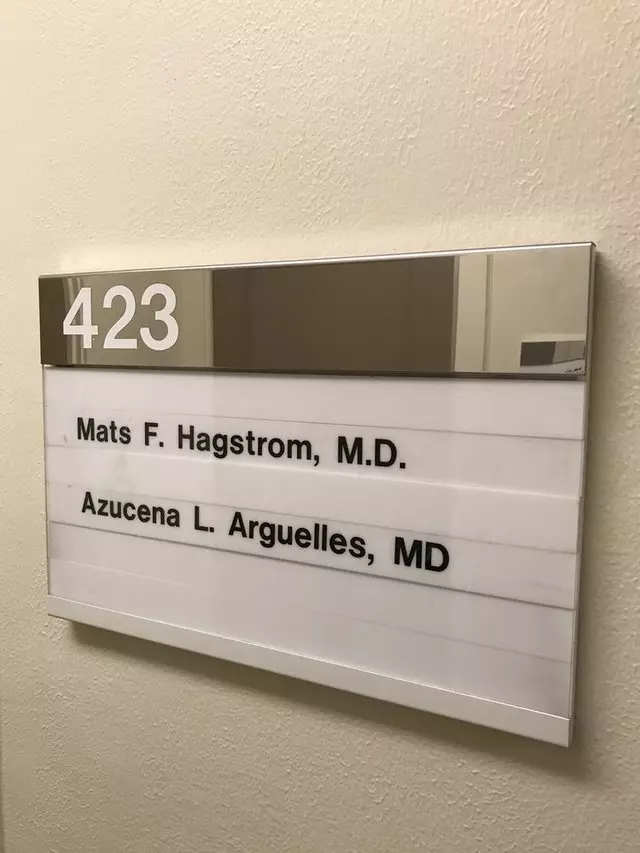 423
Mats F. Hagstrom, M.D.
Azucena L. Arguelles, MD